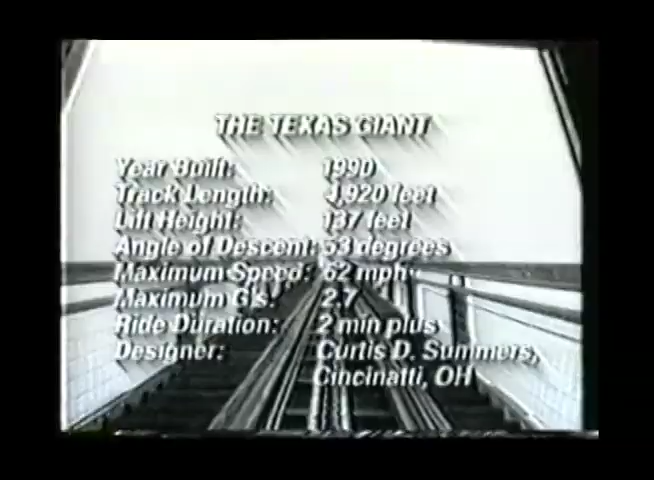 THE TEXAS GIANT
Year Built: 1990
Track Length: 4,920 feet
Lift Height: 137 feet
Angle of Descent: 53 degrees
Maximum Speed: 62 mph
Maximum G's: 2.7
Ride Duration: 2 min plus
Designer: Curtis D. Summers,
Cincinatti, OH